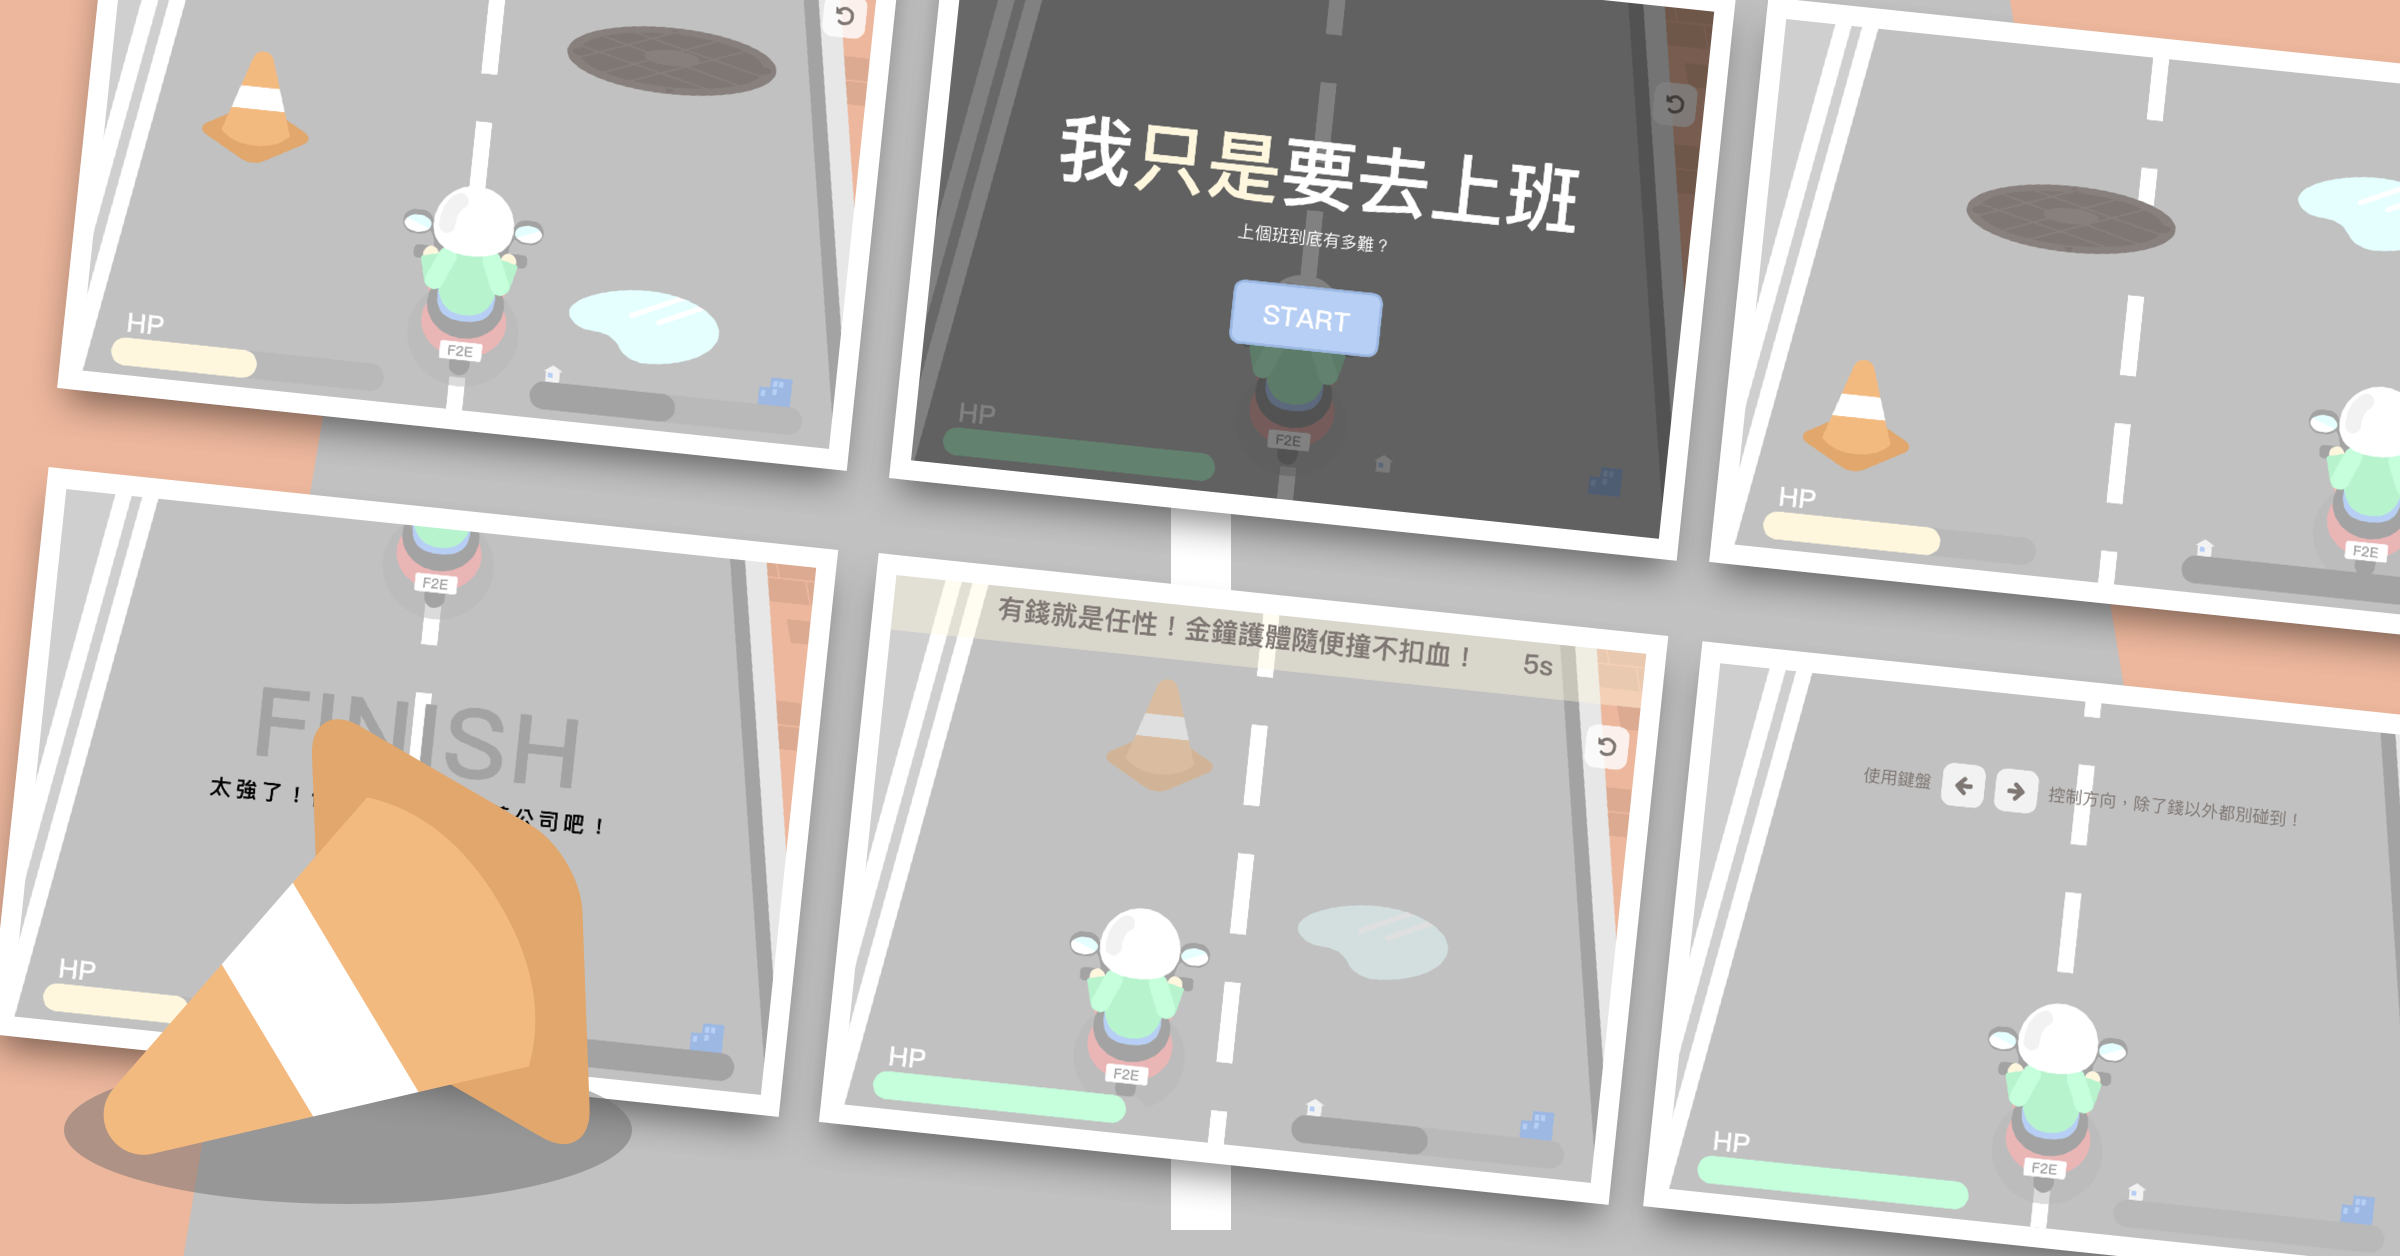 HP
F2E
我只是要去上班
上個班到底有多難？
START
HP
F2E
HP
F2E
F2E
FINISH
太強了！
公司吧！
HP
有錢就是任性！金鐘護體隨便撞不扣血！ 5s
HP
F2E
使用鍵盤 ← → 控制方向，除了錢以外都別碰到！
HP
F2E